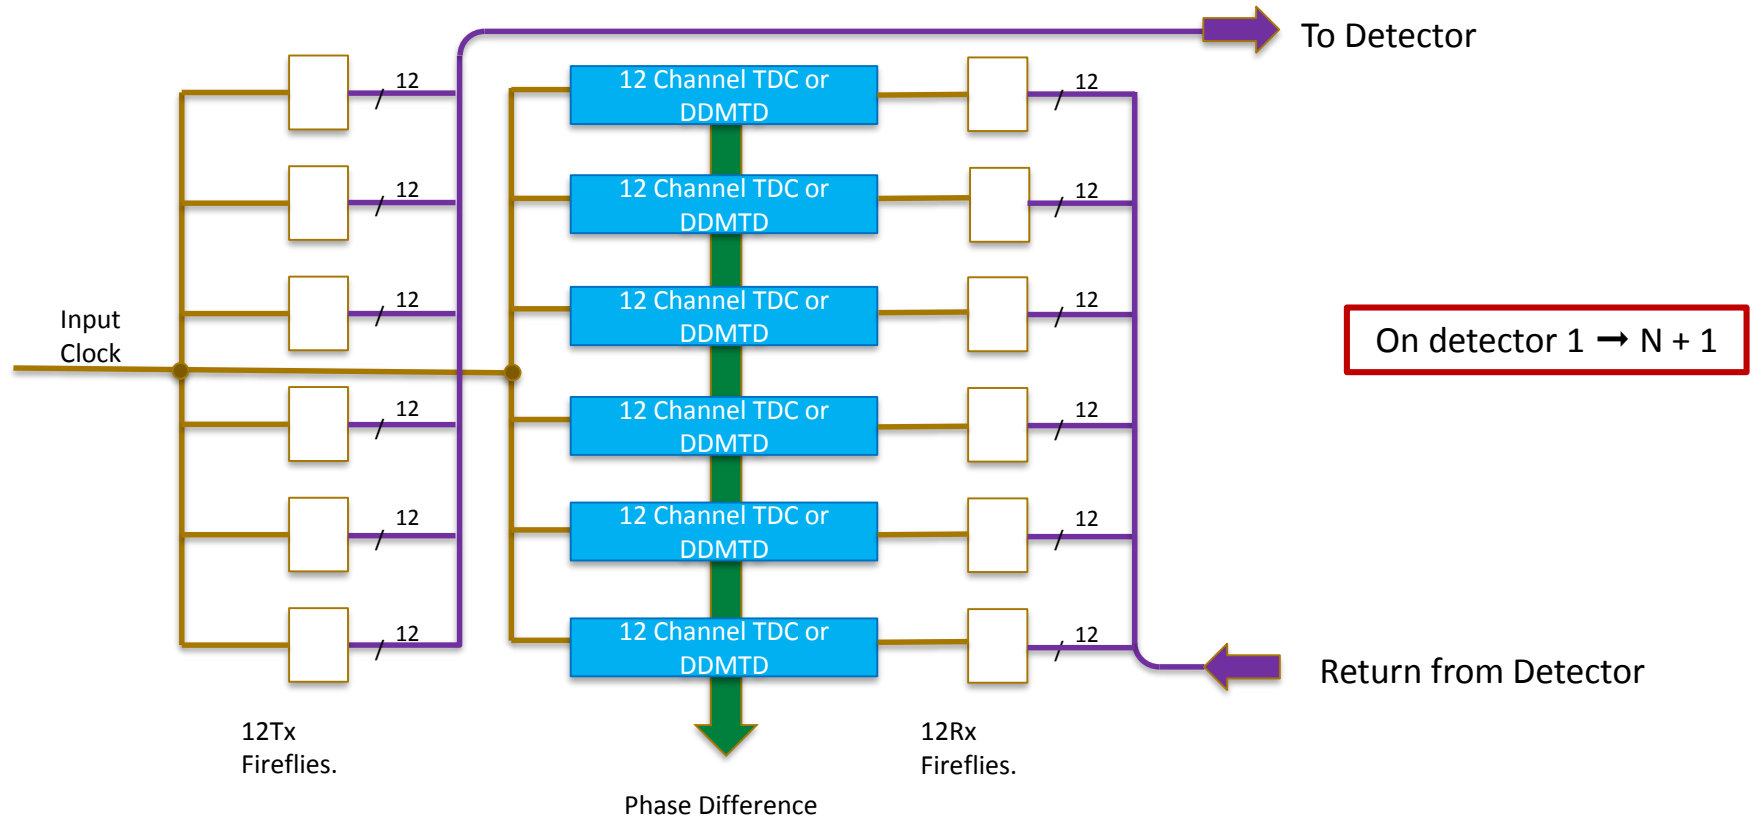 To Detector
12
12 Channel TDC or
DDMTD
12
12
12 Channel TDC or
DDMTD
12
12
12 Channel TDC or
DDMTD
12
Input
Clock
On detector 1 → N + 1
12
12 Channel TDC or
DDMTD
12
12
12 Channel TDC or
DDMTD
12
12
12 Channel TDC or
DDMTD
12
Return from Detector
12Tx
Fireflies.
12Rx
Fireflies.
Phase Difference